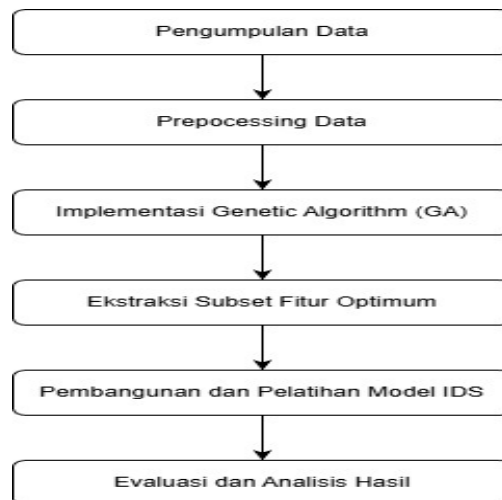 Pengumpulan Data
Prepocessing Data
Implementasi Genetic Algorithm (GA)
Ekstraksi Subset Fitur Optimum
Pembangunan dan Pelatihan Model IDS
Evaluasi dan Analisis Hasil